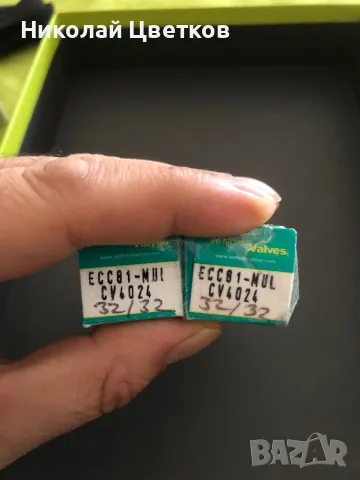 Николай Цветков
Valves
Valves
ECC81-MUL
CV4024
32/32
ECC81-MUL
CV4024
32/32
BAZAR